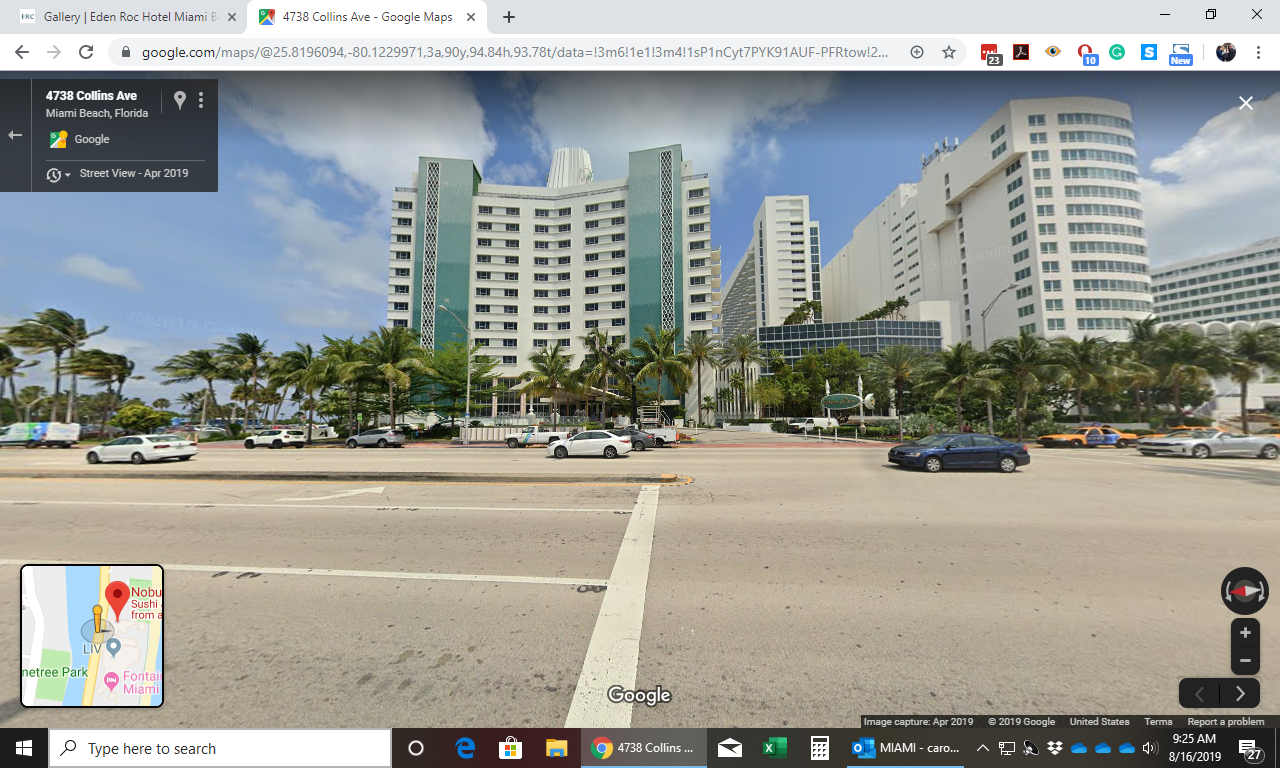 Gallery | Eden Roc Hotel Miami B
4738 Collins Ave - Google Maps
google.com/maps/@25.8196094,-80.1229971,3a,90y,94.84h,93.78t/data=!3m6!1e1!3m4!1sP1nCyt7PYK91AUF-PFRtow!2...
23
10
New
4738 Collins Ave
Miami Beach, Florida
Google
Street View - Apr 2019
Nobu
Sushi
from a
LIV
netree Park
Fontai
Miami
Google
Image capture: Apr 2019 © 2019 Google United States Terms Report a problem
Type here to search
4738 Collins ...
MIAMI - caro...
9:25 AM
8/16/2019
27